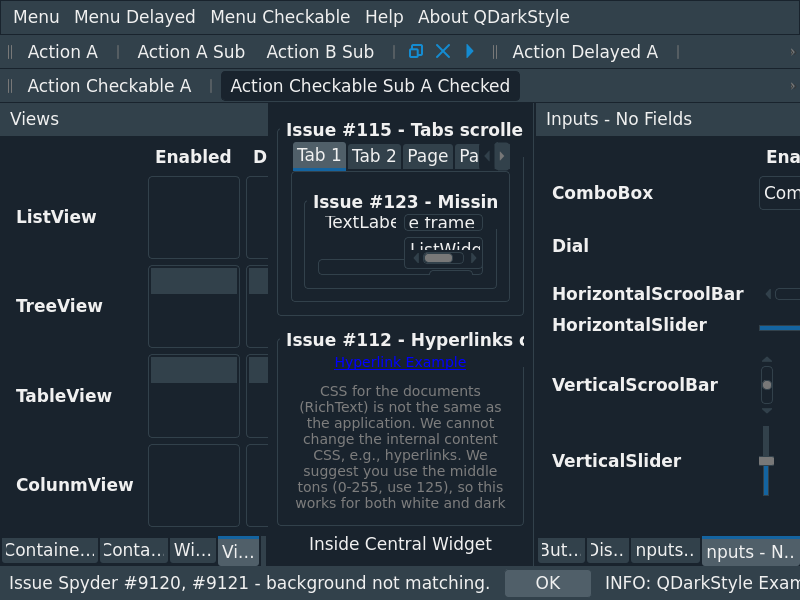 Menu Menu Delayed Menu Checkable Help About QDarkStyle
Action A Action A Sub Action B Sub Action Delayed A
Action Checkable A Action Checkable Sub A Checked
Views
Enabled D
ListView
TreeView
TableView
ColunmView
Containe... Conta... Wi... Vi...
Issue #115 - Tabs scrolle
Tab 1 Tab 2 Page Pa
Issue #123 - Missin
TextLabe e frame
ListWidg
Issue #112 - Hyperlinks c
Hyperlink Example
CSS for the documents
(RichText) is not the same as
the application. We cannot
change the internal content
CSS, e.g., hyperlinks. We
suggest you use the middle
tons (0-255, use 125), so this
works for both white and dark
Inside Central Widget
Inputs - No Fields
Ena
ComboBox Com
Dial
HorizontalScroolBar
HorizontalSlider
VerticalScroolBar
VerticalSlider
But... Dis... nputs... nputs - N...
Issue Spyder #9120, #9121 - background not matching. OK INFO: QDarkStyle Exam